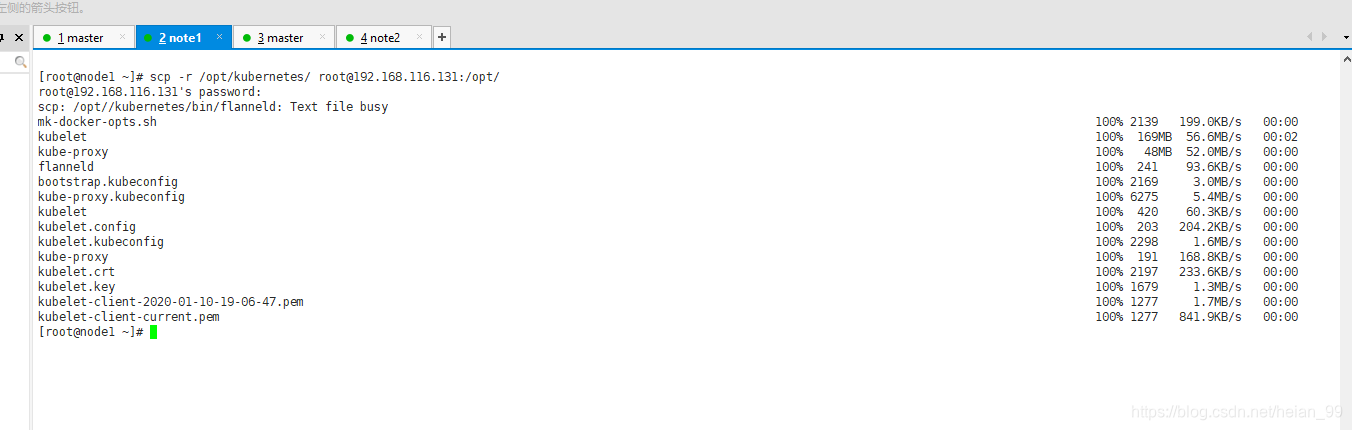 左侧的箭头按钮。
1 master × 2 note1 × 3 master × 4 note2 × +
[root@node1 ~]# scp -r /opt/kubernetes/ root@192.168.116.131:/opt/
root@192.168.116.131's password:
scp: /opt//kubernetes/bin/flanneld: Text file busy
mk-docker-opts.sh 100% 2139 199.0KB/s 00:00
kubelet 100% 169MB 56.6MB/s 00:02
kube-proxy 100% 48MB 52.0MB/s 00:00
flanneld 100% 241 93.6KB/s 00:00
bootstrap.kubeconfig 100% 2169 3.0MB/s 00:00
kube-proxy.kubeconfig 100% 6275 5.4MB/s 00:00
kubelet 100% 420 60.3KB/s 00:00
kubelet.config 100% 203 204.2KB/s 00:00
kubelet.kubeconfig 100% 2298 1.6MB/s 00:00
kube-proxy 100% 191 168.8KB/s 00:00
kubelet.crt 100% 2197 233.6KB/s 00:00
kubelet.key 100% 1679 1.3MB/s 00:00
kubelet-client-2020-01-10-19-06-47.pem 100% 1277 1.7MB/s 00:00
kubelet-client-current.pem 100% 1277 841.9KB/s 00:00
[root@node1 ~]#
https://blog.csdn.net/heian_99